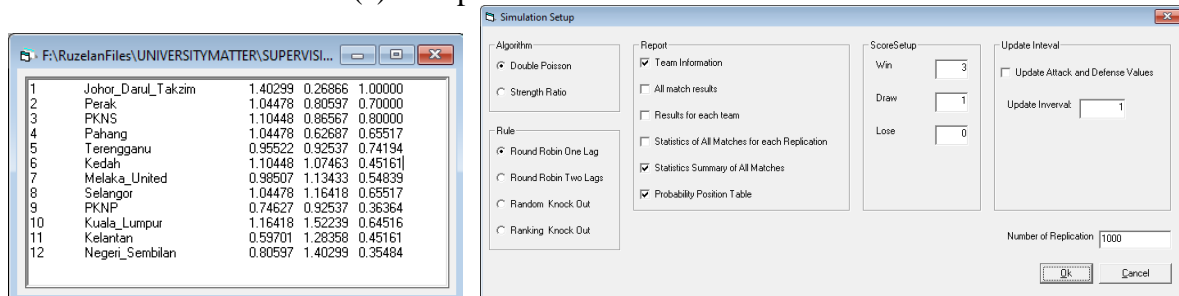 F:\RuzelanFiles\UNIVERSITYMATTER\SUPERVISI...
1 Johor_Darul_Takzim 1.40299 0.26866 1.00000
2 Perak 1.04478 0.80597 0.70000
3 PKNS 1.10448 0.86567 0.80000
4 Pahang 1.04478 0.62687 0.65517
5 Terengganu 0.95522 0.92537 0.74194
6 Kedah 1.10448 1.07463 0.45161
7 Melaka_United 0.98507 1.13433 0.54839
8 Selangor 1.04478 1.16418 0.65517
9 PKNP 0.74627 0.92537 0.36364
10 Kuala_Lumpur 1.16418 1.52239 0.64516
11 Kelantan 0.59701 1.28358 0.45161
12 Negeri_Sembilan 0.80597 1.40299 0.35484
Simulation Setup
Algorithm
Double Poisson
Strength Ratio
Rule
Round Robin One Lag
Round Robin Two Lags
Random Knock Out
Ranking Knock Out
Report
Team Information
All match results
Results for each team
Statistics of All Matches for each Replication
Statistics Summary of All Matches
Probability Position Table
ScoreSetup
Win 3
Draw 1
Lose 0
Update Inteval
Update Attack and Defense Values
Update Inverval: 1
Number of Replication 1000
Ok Cancel